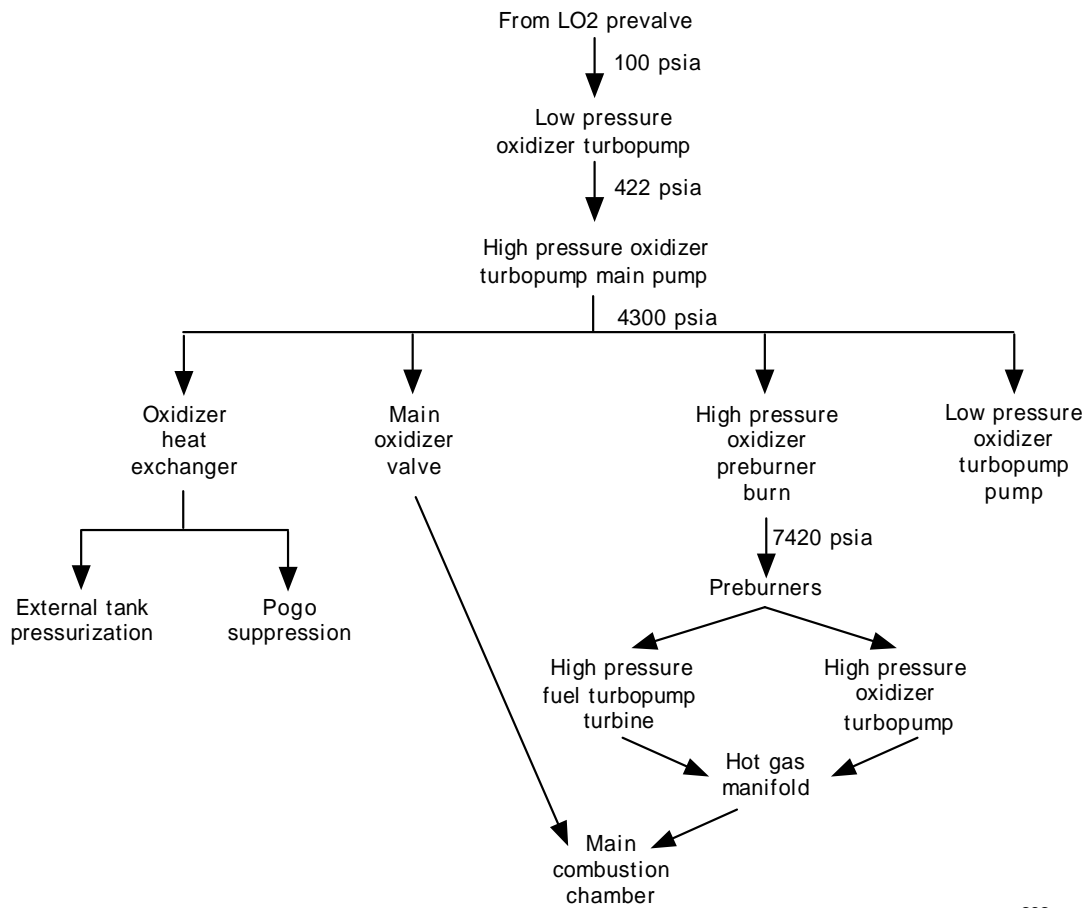 From LO2 prevalve
100 psia
Low pressure
oxidizer turbopump
422 psia
High pressure oxidizer
turbopump main pump
4300 psia
Oxidizer
heat
exchanger
Main
oxidizer
valve
High pressure
oxidizer
preburner
burn
Low pressure
oxidizer
turbopump
pump
7420 psia
External tank
pressurization
Pogo
suppression
Preburners
High pressure
fuel turbopump
turbine
High pressure
oxidizer
turbopump
Hot gas
manifold
Main
combustion
chamber